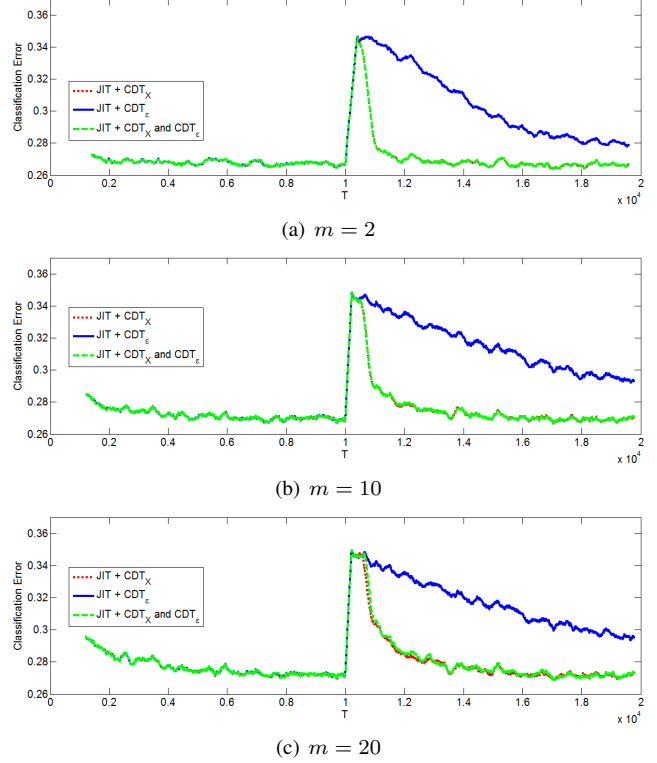 0.36
0.34
0.32
0.3
0.28
0.26
Classification Error
JIT + CDT_X
JIT + CDT_ε
JIT + CDT_X and CDT_ε
0 0.2 0.4 0.6 0.8 1 1.2 1.4 1.6 1.8 2
T
x 10^4
(a) m = 2
0.36
0.34
0.32
0.3
0.28
0.26
Classification Error
JIT + CDT_X
JIT + CDT_ε
JIT + CDT_X and CDT_ε
0 0.2 0.4 0.6 0.8 1 1.2 1.4 1.6 1.8 2
T
x 10^4
(b) m = 10
0.36
0.34
0.32
0.3
0.28
0.26
Classification Error
JIT + CDT_X
JIT + CDT_ε
JIT + CDT_X and CDT_ε
0 0.2 0.4 0.6 0.8 1 1.2 1.4 1.6 1.8 2
T
x 10^4
(c) m = 20